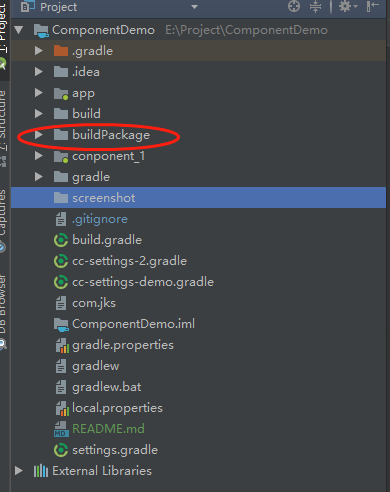 Project
ComponentDemo E:\Project\ComponentDemo
.gradle
.idea
app
build
buildPackage
conponent_1
gradle
screenshot
.gitignore
build.gradle
cc-settings-2.gradle
cc-settings-demo.gradle
com.jks
ComponentDemo.iml
gradle.properties
gradlew
gradlew.bat
local.properties
MD README.md
settings.gradle
External Libraries
1: Project
7: Structure
Captures
DB Browser